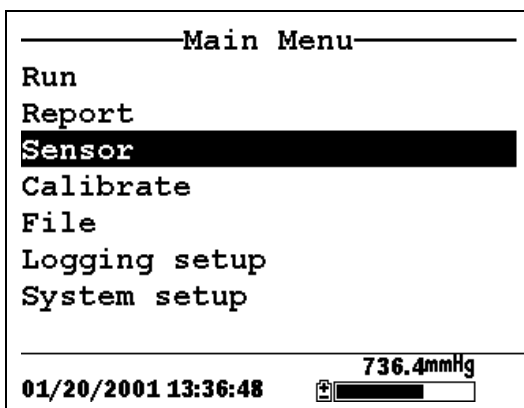 Main Menu
Run
Report
Sensor
Calibrate
File
Logging setup
System setup
736.4mmHg
01/20/2001 13:36:48